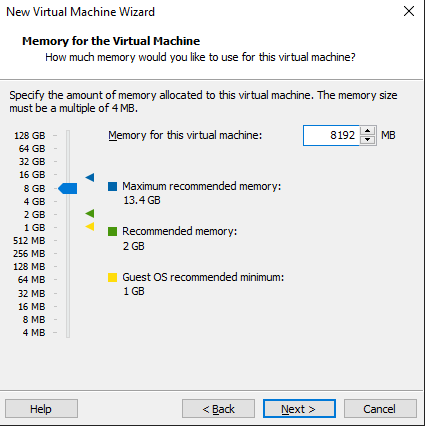 New Virtual Machine Wizard
Memory for the Virtual Machine
How much memory would you like to use for this virtual machine?
Specify the amount of memory allocated to this virtual machine. The memory size
must be a multiple of 4 MB.
128 GB
64 GB
32 GB
16 GB
8 GB
4 GB
2 GB
1 GB
512 MB
256 MB
128 MB
64 MB
32 MB
16 MB
8 MB
4 MB
Memory for this virtual machine: 8192 MB
Maximum recommended memory:
13.4 GB
Recommended memory:
2 GB
Guest OS recommended minimum:
1 GB
Help
< Back
Next >
Cancel